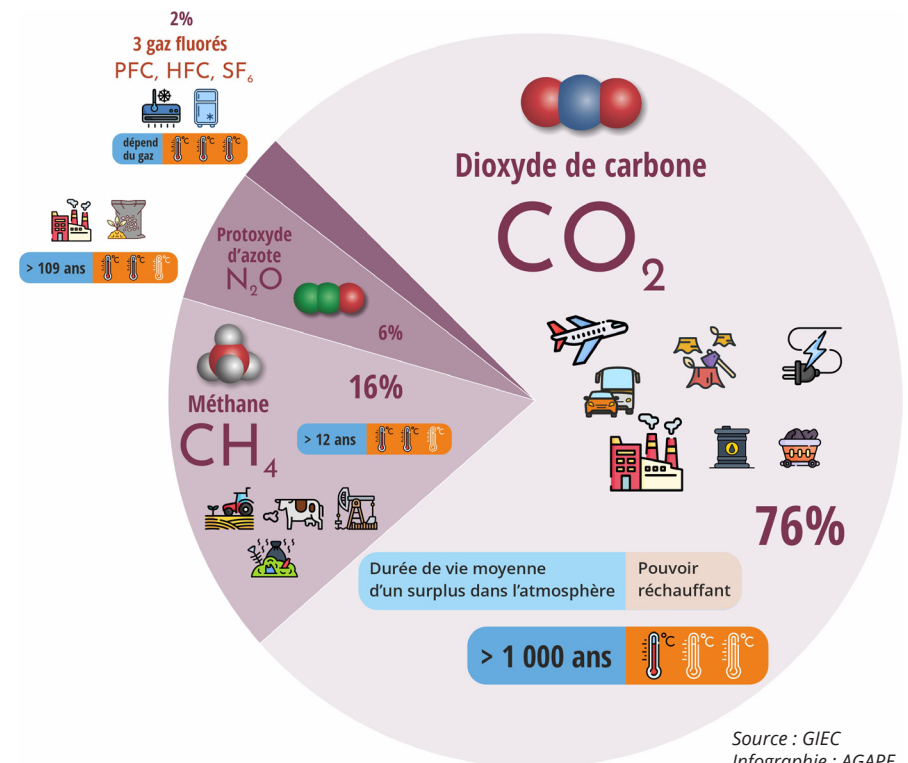 2%
3 gaz fluorés
PFC, HFC, SF₆
dépend
du gaz
°C °C °C
> 109 ans
°C °C °C
Protoxyde
d'azote
N₂O
6%
Méthane
CH₄
16%
> 12 ans
°C °C °C
Dioxyde de carbone
CO₂
76%
Durée de vie moyenne
d'un surplus dans l'atmosphère
Pouvoir
réchauffant
> 1 000 ans
°C °C °C
Source : GIEC
Infographie : AGAPE